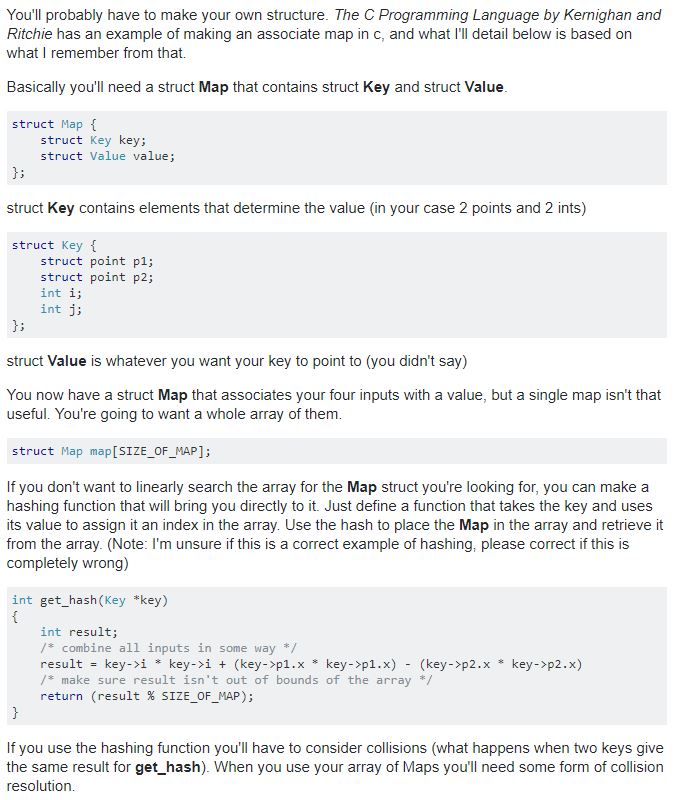 You'll probably have to make your own structure. The C Programming Language by Kernighan and
Ritchie has an example of making an associate map in c, and what I'll detail below is based on
what I remember from that.
Basically you'll need a struct Map that contains struct Key and struct Value.
struct Map {
    struct Key key;
    struct Value value;
};
struct Key contains elements that determine the value (in your case 2 points and 2 ints)
struct Key {
    struct point p1;
    struct point p2;
    int i;
    int j;
};
struct Value is whatever you want your key to point to (you didn't say)
You now have a struct Map that associates your four inputs with a value, but a single map isn't that
useful. You're going to want a whole array of them.
struct Map map[SIZE_OF_MAP];
If you don't want to linearly search the array for the Map struct you're looking for, you can make a
hashing function that will bring you directly to it. Just define a function that takes the key and uses
its value to assign it an index in the array. Use the hash to place the Map in the array and retrieve it
from the array. (Note: I'm unsure if this is a correct example of hashing, please correct if this is
completely wrong)
int get_hash(Key *key)
{
    int result;
    /* combine all inputs in some way */
    result = key->i * key->i + (key->p1.x * key->p1.x) - (key->p2.x * key->p2.x)
    /* make sure result isn't out of bounds of the array */
    return (result % SIZE_OF_MAP);
}
If you use the hashing function you'll have to consider collisions (what happens when two keys give
the same result for get_hash). When you use your array of Maps you'll need some form of collision
resolution.